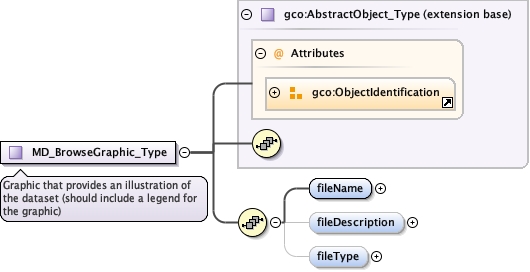 gco:AbstractObject_Type (extension base)
@ Attributes
gco:ObjectIdentification
MD_BrowseGraphic_Type
Graphic that provides an illustration of
the dataset (should include a legend for
the graphic)
fileName
fileDescription
fileType